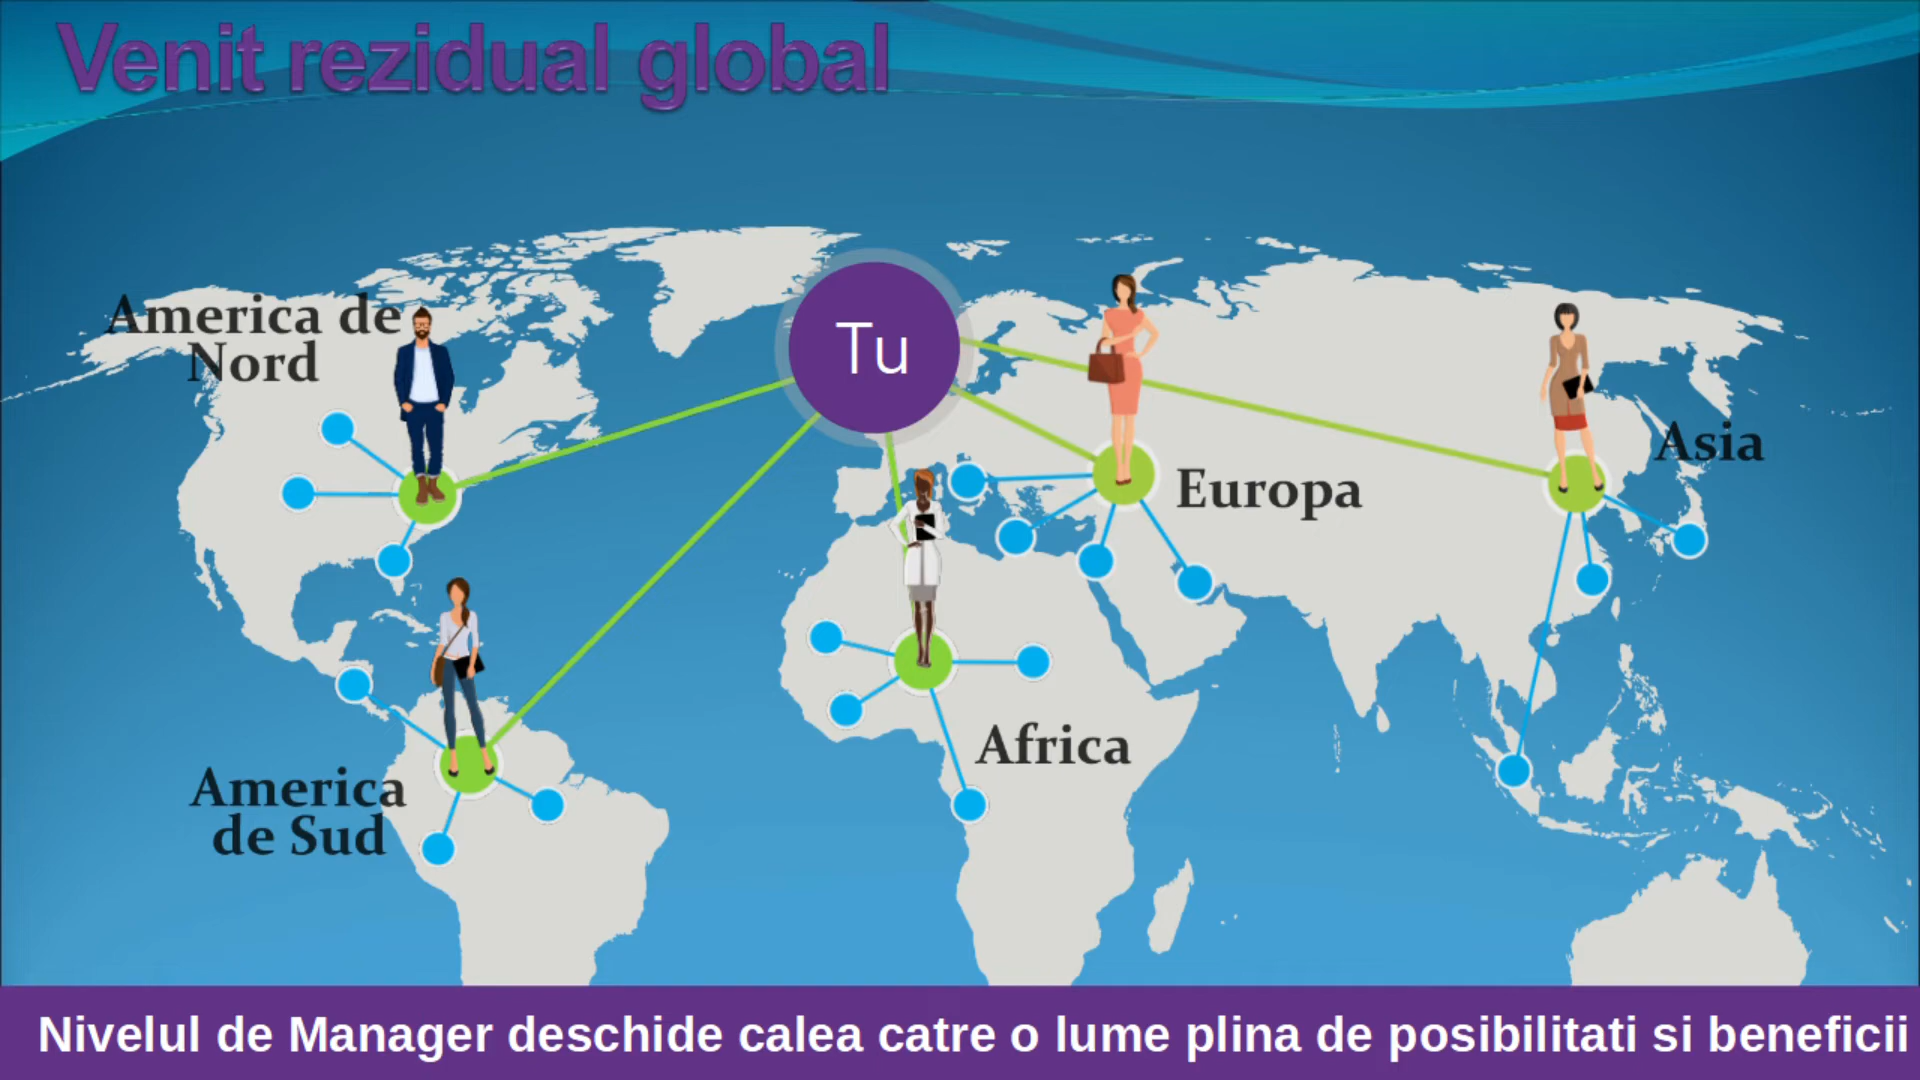 Venit rezidual global
America de
Nord
Tu
Asia
Europa
Africa
America
de Sud
Nivelul de Manager deschide calea catre o lume plina de posibilitati si beneficii